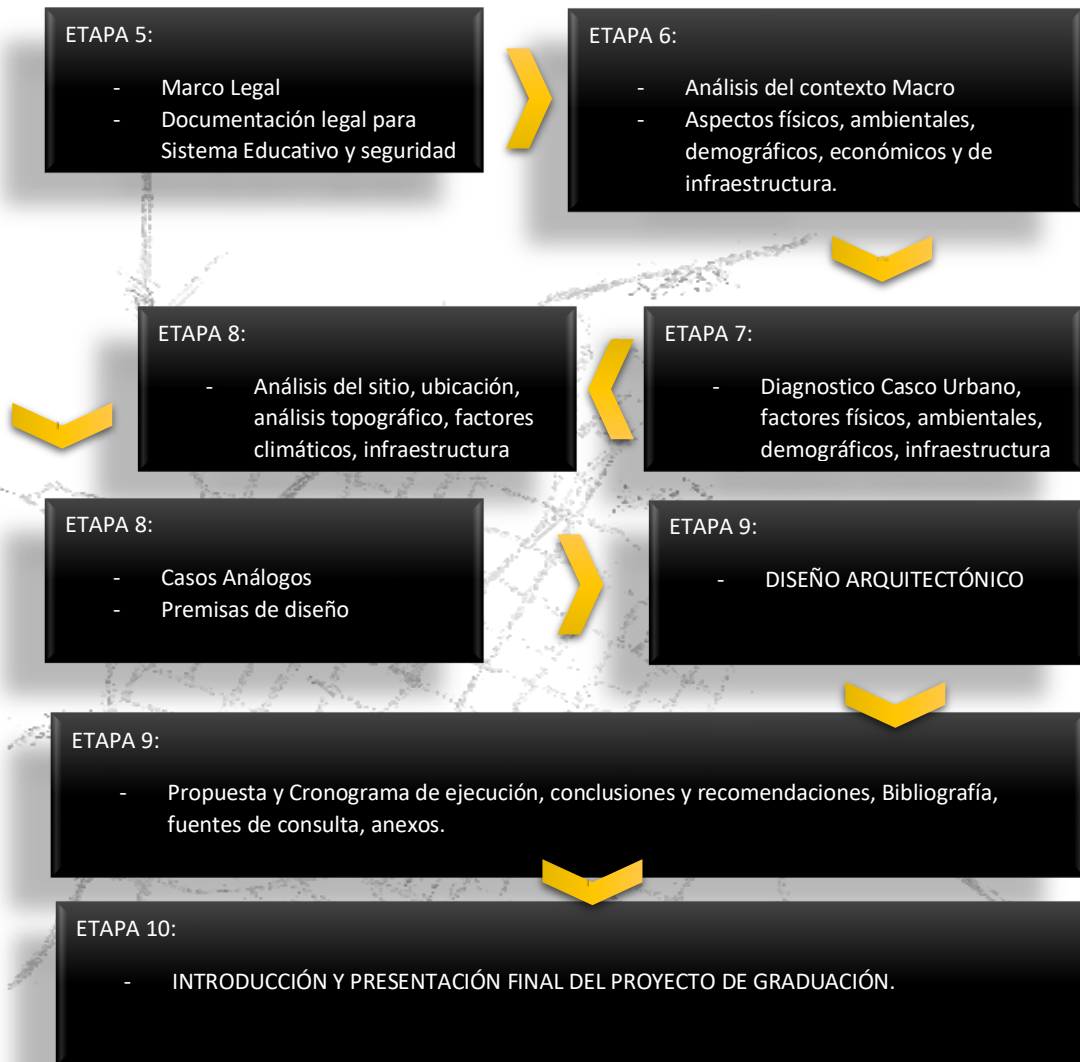 ETAPA 5:
- Marco Legal
- Documentación legal para
Sistema Educativo y seguridad
ETAPA 6:
- Análisis del contexto Macro
- Aspectos físicos, ambientales,
demográficos, económicos y de
infraestructura.
ETAPA 7:
- Diagnostico Casco Urbano,
factores físicos, ambientales,
demográficos, infraestructura
ETAPA 8:
- Análisis del sitio, ubicación,
análisis topográfico, factores
climáticos, infraestructura
ETAPA 8:
- Casos Análogos
- Premisas de diseño
ETAPA 9:
- DISEÑO ARQUITECTÓNICO
ETAPA 9:
- Propuesta y Cronograma de ejecución, conclusiones y recomendaciones, Bibliografía,
fuentes de consulta, anexos.
ETAPA 10:
- INTRODUCCIÓN Y PRESENTACIÓN FINAL DEL PROYECTO DE GRADUACIÓN.